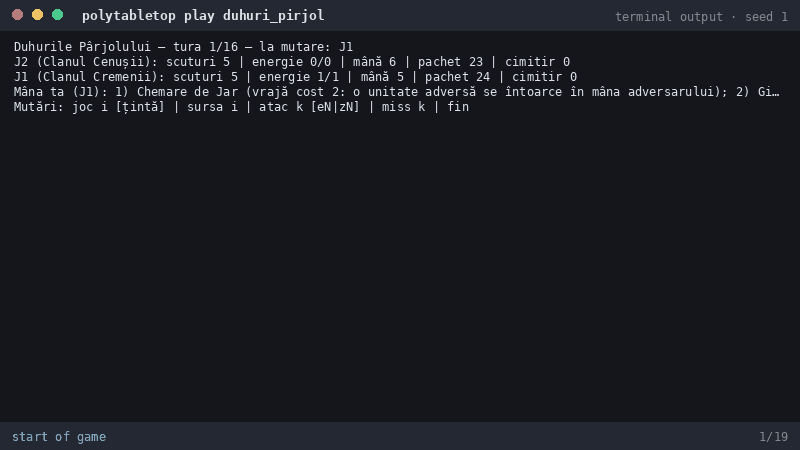 polytabletop play duhuri_pirjol
terminal output · seed 1
Duhurile Pârjolului — tura 1/16 — la mutare: J1
J2 (Clanul Cenușii): scuturi 5 | energie 0/0 | mână 6 | pachet 23 | cimitir 0
J1 (Clanul Cremenii): scuturi 5 | energie 1/1 | mână 5 | pachet 24 | cimitir 0
Mâna ta (J1): 1) Chemare de Jar (vrajă cost 2: o unitate adversă se întoarce în mâna adversarului); 2) Gi…
Mutări: joc i [țintă] | sursa i | atac k [eN|zN] | miss k | fin
start of game
1/19